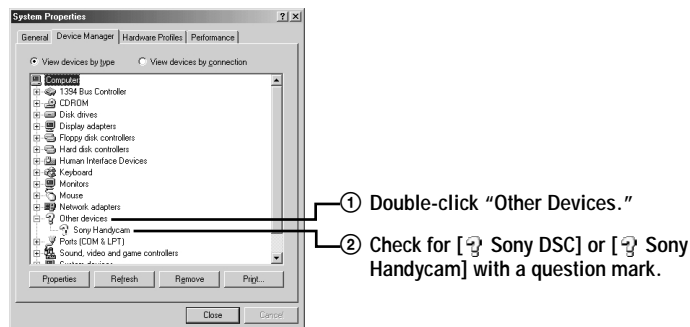 System Properties
General Device Manager Hardware Profiles Performance
View devices by type View devices by connection
Computer
1394 Bus Controller
CDROM
Disk drives
Display adapters
Floppy disk controllers
Hard disk controllers
Human Interface Devices
Keyboard
Monitors
Mouse
Network adapters
Other devices
Sony Handycam
Ports (COM & LPT)
Sound, video and game controllers
System devices
Properties Refresh Remove Print...
Close Cancel
① Double-click “Other Devices.”
② Check for [ Sony DSC] or [ Sony
Handycam] with a question mark.